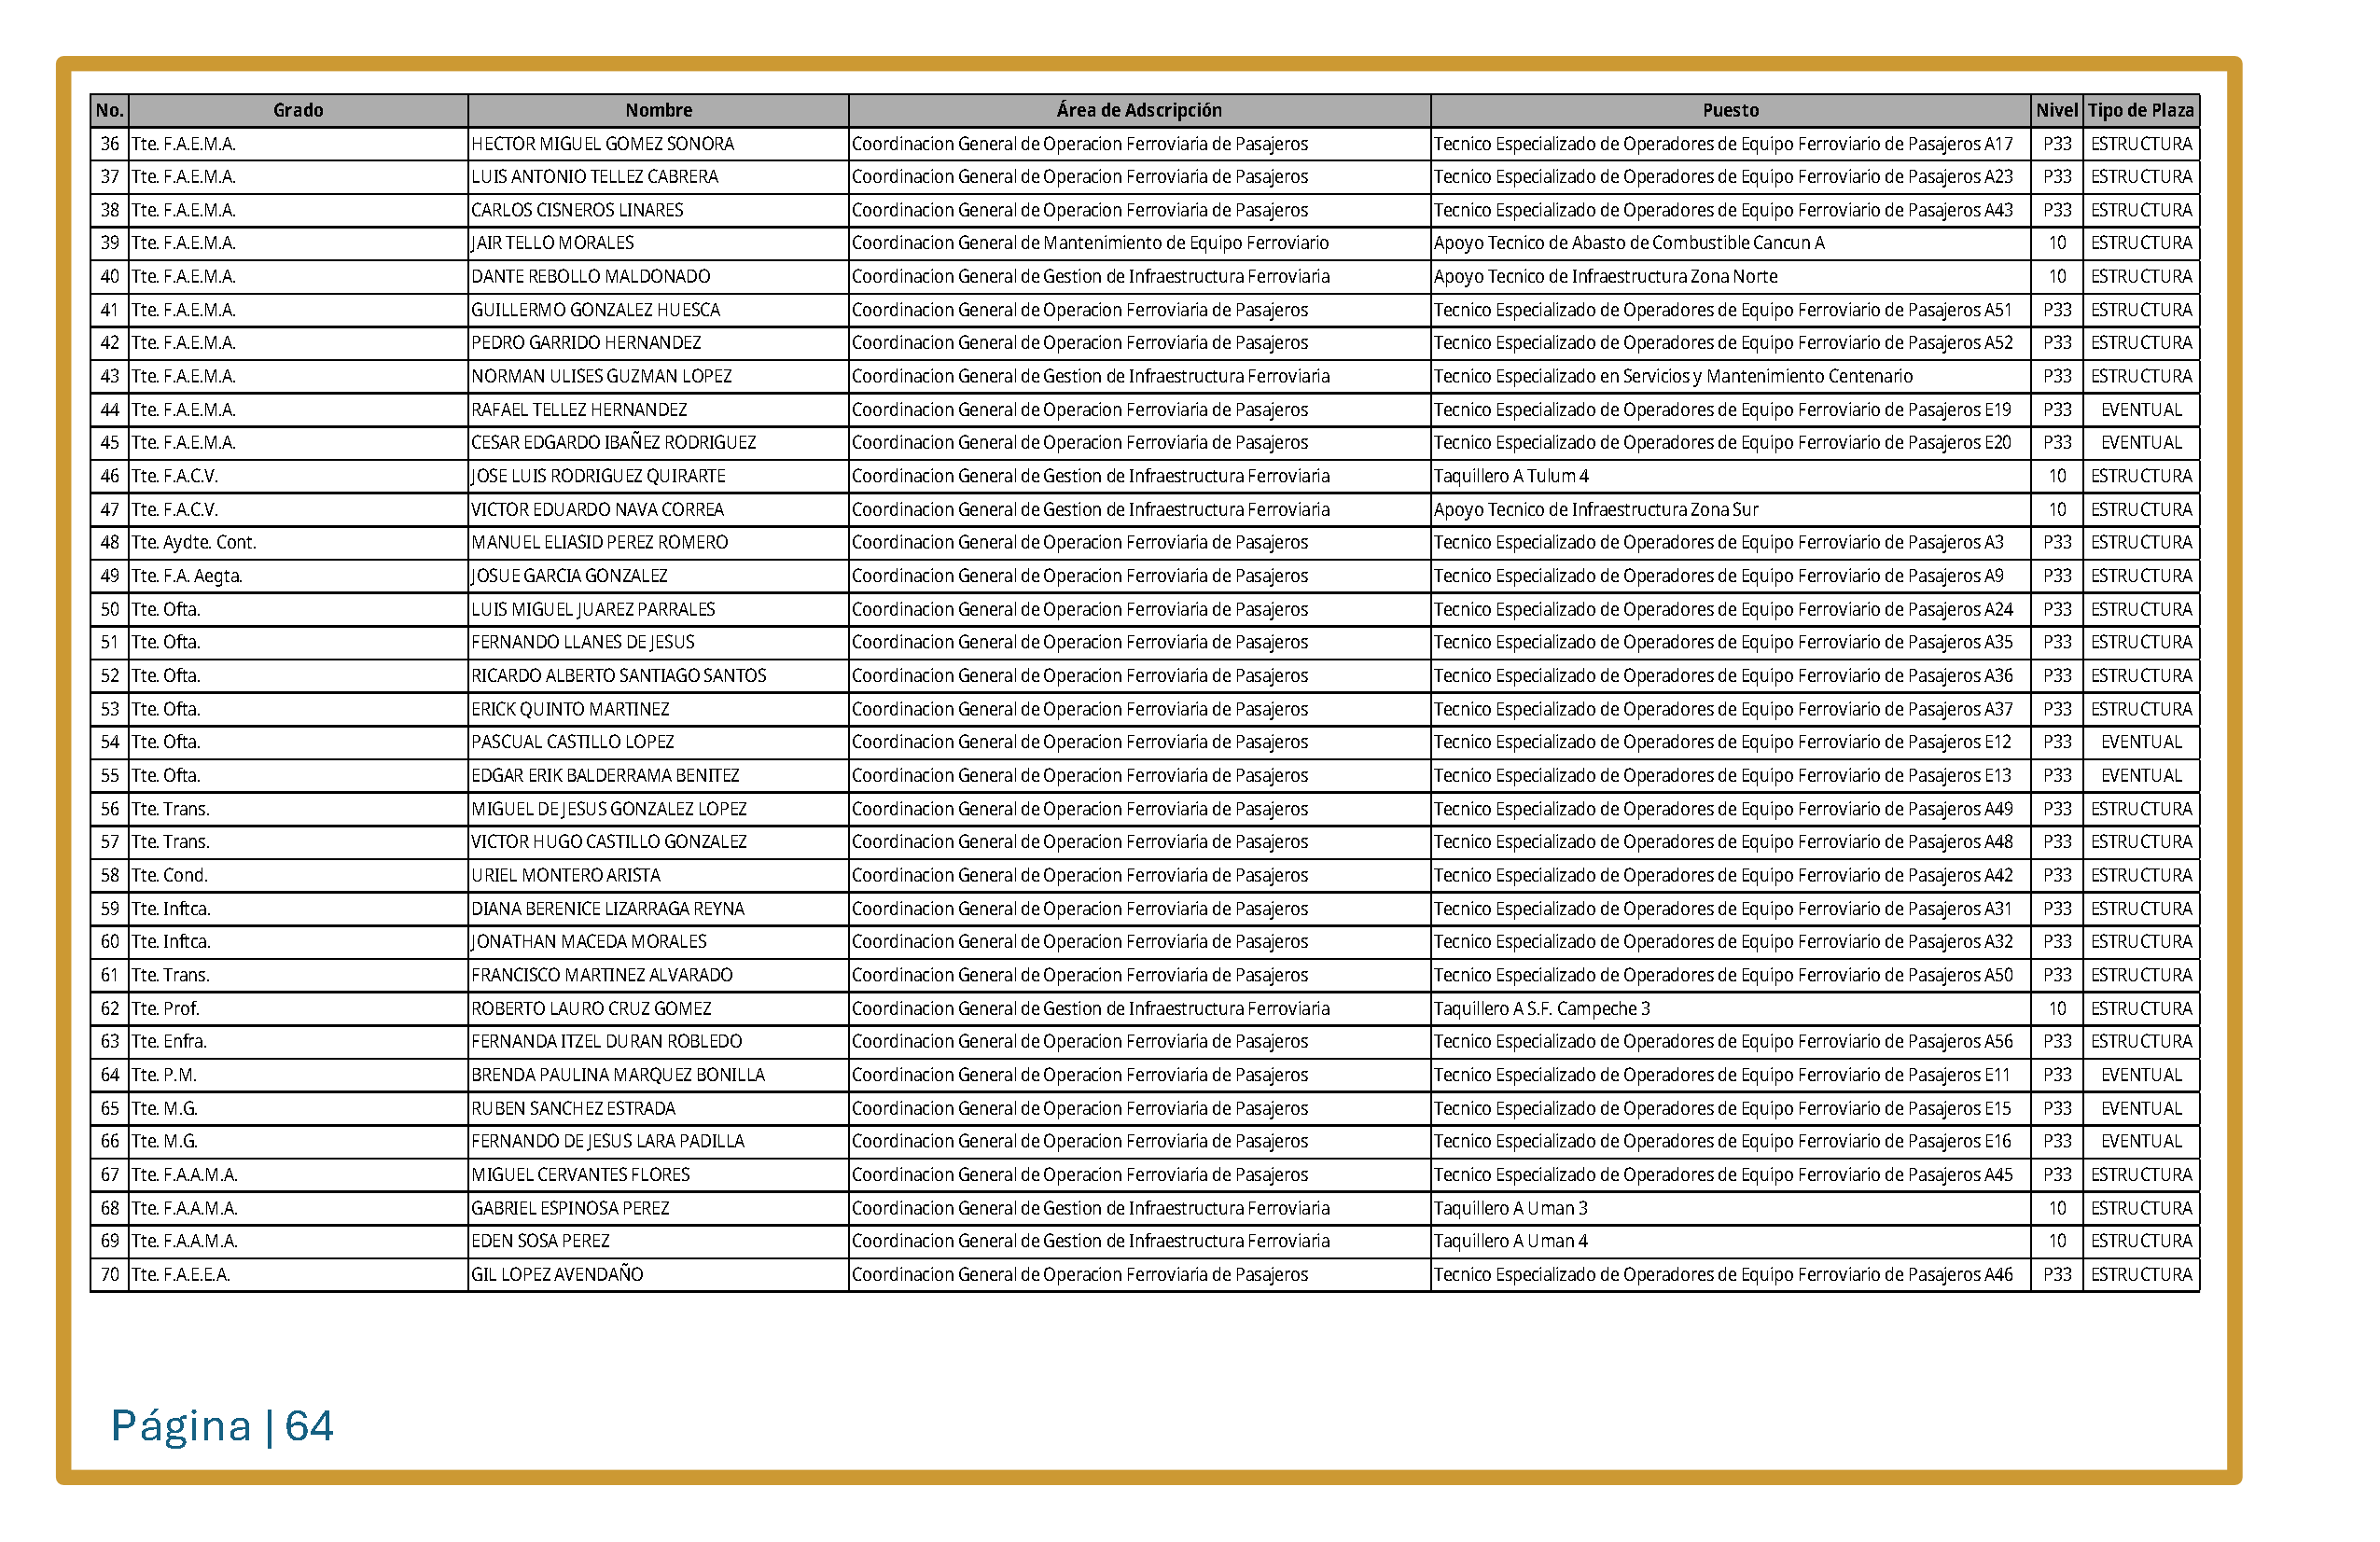 No. Grado Nombre Área de Adscripción Puesto Nivel Tipo de Plaza
36 Tte. F.A.E.M.A. HECTOR MIGUEL GOMEZ SONORA Coordinacion General de Operacion Ferroviaria de Pasajeros Tecnico Especializado de Operadores de Equipo Ferroviario de Pasajeros A17 P33 ESTRUCTURA
37 Tte. F.A.E.M.A. LUIS ANTONIO TELLEZ CABRERA Coordinacion General de Operacion Ferroviaria de Pasajeros Tecnico Especializado de Operadores de Equipo Ferroviario de Pasajeros A23 P33 ESTRUCTURA
38 Tte. F.A.E.M.A. CARLOS CISNEROS LINARES Coordinacion General de Operacion Ferroviaria de Pasajeros Tecnico Especializado de Operadores de Equipo Ferroviario de Pasajeros A43 P33 ESTRUCTURA
39 Tte. F.A.E.M.A. JAIR TELLO MORALES Coordinacion General de Mantenimiento de Equipo Ferroviario Apoyo Tecnico de Abasto de Combustible Cancun A 10 ESTRUCTURA
40 Tte. F.A.E.M.A. DANTE REBOLLO MALDONADO Coordinacion General de Gestion de Infraestructura Ferroviaria Apoyo Tecnico de Infraestructura Zona Norte 10 ESTRUCTURA
41 Tte. F.A.E.M.A. GUILLERMO GONZALEZ HUESCA Coordinacion General de Operacion Ferroviaria de Pasajeros Tecnico Especializado de Operadores de Equipo Ferroviario de Pasajeros A51 P33 ESTRUCTURA
42 Tte. F.A.E.M.A. PEDRO GARRIDO HERNANDEZ Coordinacion General de Operacion Ferroviaria de Pasajeros Tecnico Especializado de Operadores de Equipo Ferroviario de Pasajeros A52 P33 ESTRUCTURA
43 Tte. F.A.E.M.A. NORMAN ULISES GUZMAN LOPEZ Coordinacion General de Gestion de Infraestructura Ferroviaria Tecnico Especializado en Servicios y Mantenimiento Centenario P33 ESTRUCTURA
44 Tte. F.A.E.M.A. RAFAEL TELLEZ HERNANDEZ Coordinacion General de Operacion Ferroviaria de Pasajeros Tecnico Especializado de Operadores de Equipo Ferroviario de Pasajeros E19 P33 EVENTUAL
45 Tte. F.A.E.M.A. CESAR EDGARDO IBAÑEZ RODRIGUEZ Coordinacion General de Operacion Ferroviaria de Pasajeros Tecnico Especializado de Operadores de Equipo Ferroviario de Pasajeros E20 P33 EVENTUAL
46 Tte. F.A.C.V. JOSE LUIS RODRIGUEZ QUIRARTE Coordinacion General de Gestion de Infraestructura Ferroviaria Taquillero A Tulum 4 10 ESTRUCTURA
47 Tte. F.A.C.V. VICTOR EDUARDO NAVA CORREA Coordinacion General de Gestion de Infraestructura Ferroviaria Apoyo Tecnico de Infraestructura Zona Sur 10 ESTRUCTURA
48 Tte. Aydte. Cont. MANUEL ELIASID PEREZ ROMERO Coordinacion General de Operacion Ferroviaria de Pasajeros Tecnico Especializado de Operadores de Equipo Ferroviario de Pasajeros A3 P33 ESTRUCTURA
49 Tte. F.A. Aegta. JOSUE GARCIA GONZALEZ Coordinacion General de Operacion Ferroviaria de Pasajeros Tecnico Especializado de Operadores de Equipo Ferroviario de Pasajeros A9 P33 ESTRUCTURA
50 Tte. Ofta. LUIS MIGUEL JUAREZ PARRALES Coordinacion General de Operacion Ferroviaria de Pasajeros Tecnico Especializado de Operadores de Equipo Ferroviario de Pasajeros A24 P33 ESTRUCTURA
51 Tte. Ofta. FERNANDO LLANES DE JESUS Coordinacion General de Operacion Ferroviaria de Pasajeros Tecnico Especializado de Operadores de Equipo Ferroviario de Pasajeros A35 P33 ESTRUCTURA
52 Tte. Ofta. RICARDO ALBERTO SANTIAGO SANTOS Coordinacion General de Operacion Ferroviaria de Pasajeros Tecnico Especializado de Operadores de Equipo Ferroviario de Pasajeros A36 P33 ESTRUCTURA
53 Tte. Ofta. ERICK QUINTO MARTINEZ Coordinacion General de Operacion Ferroviaria de Pasajeros Tecnico Especializado de Operadores de Equipo Ferroviario de Pasajeros A37 P33 ESTRUCTURA
54 Tte. Ofta. PASCUAL CASTILLO LOPEZ Coordinacion General de Operacion Ferroviaria de Pasajeros Tecnico Especializado de Operadores de Equipo Ferroviario de Pasajeros E12 P33 EVENTUAL
55 Tte. Ofta. EDGAR ERIK BALDERRAMA BENITEZ Coordinacion General de Operacion Ferroviaria de Pasajeros Tecnico Especializado de Operadores de Equipo Ferroviario de Pasajeros E13 P33 EVENTUAL
56 Tte. Trans. MIGUEL DE JESUS GONZALEZ LOPEZ Coordinacion General de Operacion Ferroviaria de Pasajeros Tecnico Especializado de Operadores de Equipo Ferroviario de Pasajeros A49 P33 ESTRUCTURA
57 Tte. Trans. VICTOR HUGO CASTILLO GONZALEZ Coordinacion General de Operacion Ferroviaria de Pasajeros Tecnico Especializado de Operadores de Equipo Ferroviario de Pasajeros A48 P33 ESTRUCTURA
58 Tte. Cond. URIEL MONTERO ARISTA Coordinacion General de Operacion Ferroviaria de Pasajeros Tecnico Especializado de Operadores de Equipo Ferroviario de Pasajeros A42 P33 ESTRUCTURA
59 Tte. Inftca. DIANA BERENICE LIZARRAGA REYNA Coordinacion General de Operacion Ferroviaria de Pasajeros Tecnico Especializado de Operadores de Equipo Ferroviario de Pasajeros A31 P33 ESTRUCTURA
60 Tte. Inftca. JONATHAN MACEDA MORALES Coordinacion General de Operacion Ferroviaria de Pasajeros Tecnico Especializado de Operadores de Equipo Ferroviario de Pasajeros A32 P33 ESTRUCTURA
61 Tte. Trans. FRANCISCO MARTINEZ ALVARADO Coordinacion General de Operacion Ferroviaria de Pasajeros Tecnico Especializado de Operadores de Equipo Ferroviario de Pasajeros A50 P33 ESTRUCTURA
62 Tte. Prof. ROBERTO LAURO CRUZ GOMEZ Coordinacion General de Gestion de Infraestructura Ferroviaria Taquillero A S.F. Campeche 3 10 ESTRUCTURA
63 Tte. Enfra. FERNANDA ITZEL DURAN ROBLEDO Coordinacion General de Operacion Ferroviaria de Pasajeros Tecnico Especializado de Operadores de Equipo Ferroviario de Pasajeros A56 P33 ESTRUCTURA
64 Tte. P.M. BRENDA PAULINA MARQUEZ BONILLA Coordinacion General de Operacion Ferroviaria de Pasajeros Tecnico Especializado de Operadores de Equipo Ferroviario de Pasajeros E11 P33 EVENTUAL
65 Tte. M.G. RUBEN SANCHEZ ESTRADA Coordinacion General de Operacion Ferroviaria de Pasajeros Tecnico Especializado de Operadores de Equipo Ferroviario de Pasajeros E15 P33 EVENTUAL
66 Tte. M.G. FERNANDO DE JESUS LARA PADILLA Coordinacion General de Operacion Ferroviaria de Pasajeros Tecnico Especializado de Operadores de Equipo Ferroviario de Pasajeros E16 P33 EVENTUAL
67 Tte. F.A.A.M.A. MIGUEL CERVANTES FLORES Coordinacion General de Operacion Ferroviaria de Pasajeros Tecnico Especializado de Operadores de Equipo Ferroviario de Pasajeros A45 P33 ESTRUCTURA
68 Tte. F.A.A.M.A. GABRIEL ESPINOSA PEREZ Coordinacion General de Gestion de Infraestructura Ferroviaria Taquillero A Uman 3 10 ESTRUCTURA
69 Tte. F.A.A.M.A. EDEN SOSA PEREZ Coordinacion General de Gestion de Infraestructura Ferroviaria Taquillero A Uman 4 10 ESTRUCTURA
70 Tte. F.A.E.E.A. GIL LOPEZ AVENDAÑO Coordinacion General de Operacion Ferroviaria de Pasajeros Tecnico Especializado de Operadores de Equipo Ferroviario de Pasajeros A46 P33 ESTRUCTURA
Página | 64